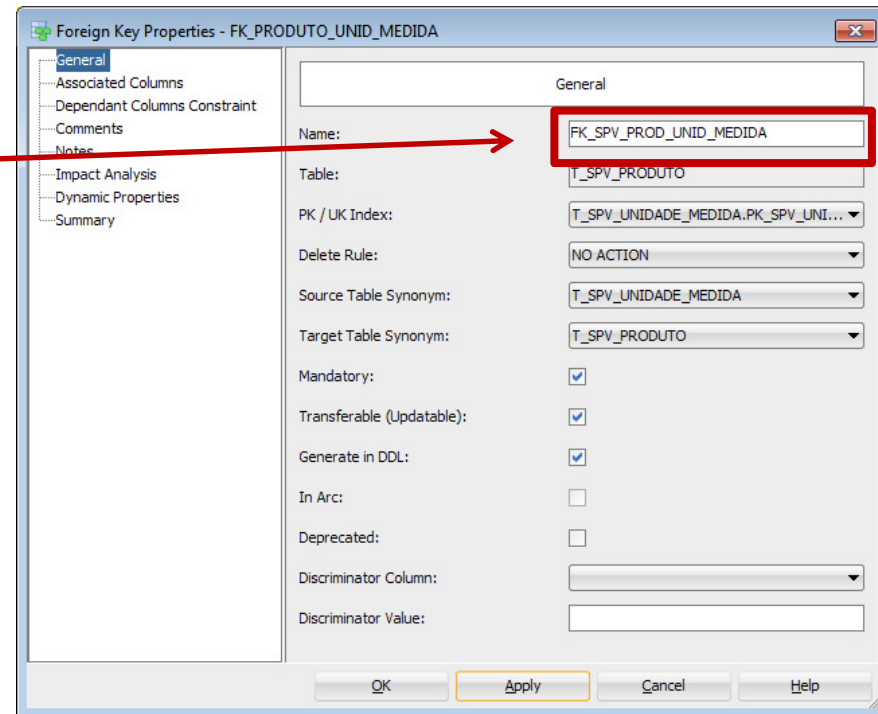 Foreign Key Properties - FK_PRODUTO_UNID_MEDIDA
General
Associated Columns
Dependant Columns Constraint
Comments
Notes
Impact Analysis
Dynamic Properties
Summary
General
Name: FK_SPV_PROD_UNID_MEDIDA
Table: T_SPV_PRODUTO
PK / UK Index: T_SPV_UNIDADE_MEDIDA.PK_SPV_UNI...
Delete Rule: NO ACTION
Source Table Synonym: T_SPV_UNIDADE_MEDIDA
Target Table Synonym: T_SPV_PRODUTO
Mandatory:
Transferable (Updatable):
Generate in DDL:
In Arc:
Deprecated:
Discriminator Column:
Discriminator Value:
OK Apply Cancel Help